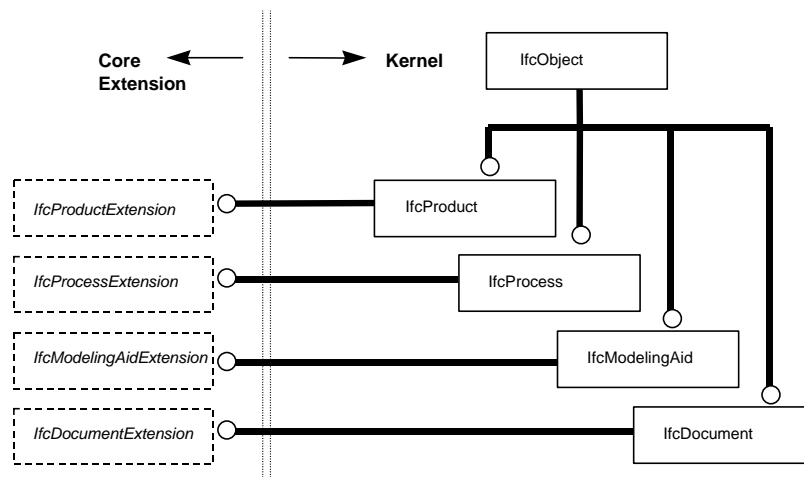 Core
Extension
Kernel
IfcObject
IfcProductExtension
IfcProduct
IfcProcessExtension
IfcProcess
IfcModelingAidExtension
IfcModelingAid
IfcDocumentExtension
IfcDocument